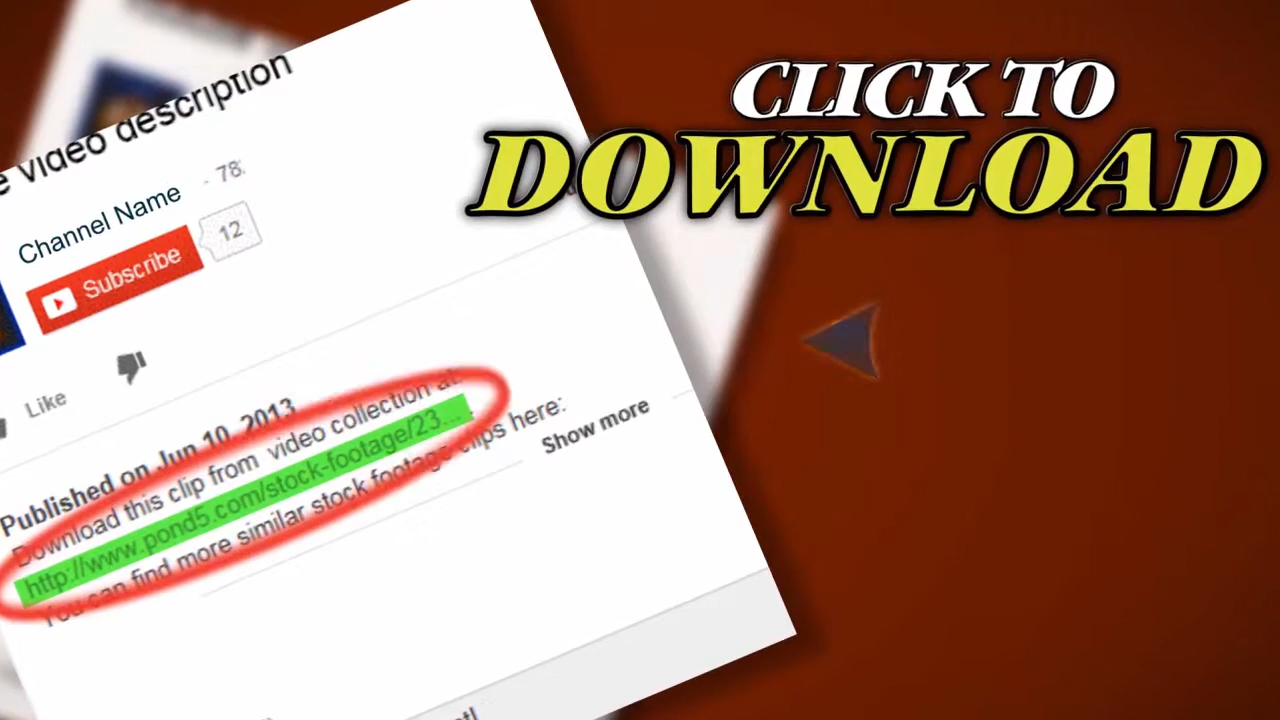 CLICK TO
DOWNLOAD
video description
Channel Name
Subscribe
12
Like
Published on Jun 10, 2013
Download this clip from video collection at:
http://www.pond5.com/stock-footage/23...
You can find more similar stock footage clips here:
Show more